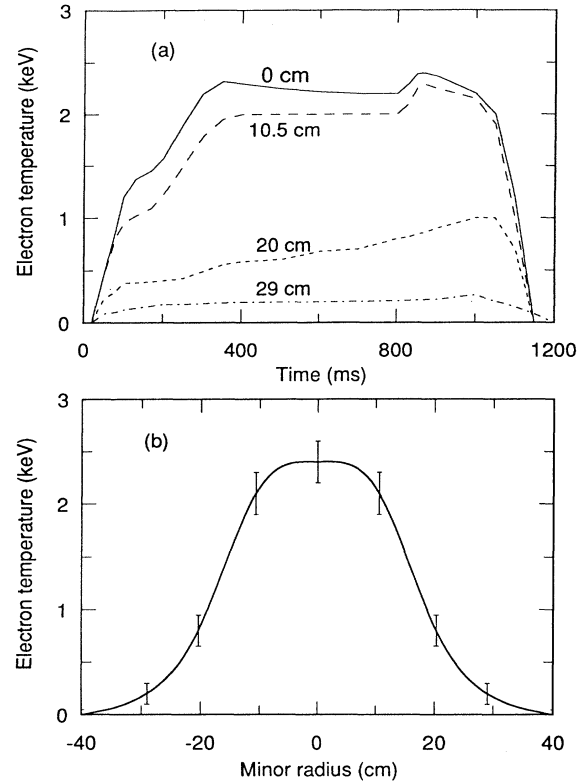 3
(a)
0 cm
2
10.5 cm
1
20 cm
29 cm
0
Electron temperature (keV)
0 400 800 1200
Time (ms)
3
(b)
2
1
0
Electron temperature (keV)
-40 -20 0 20 40
Minor radius (cm)